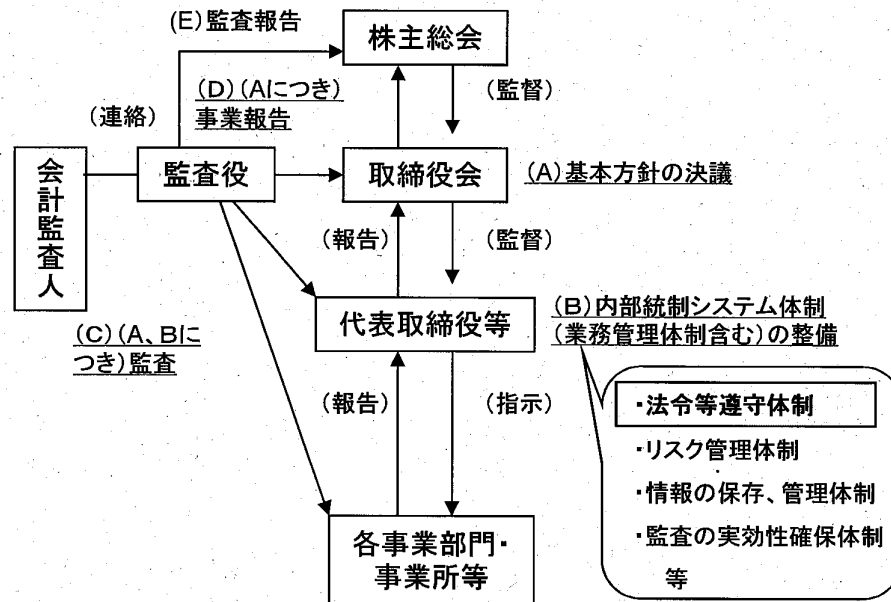 (E)監査報告
株主総会
(D)(Aにつき)
事業報告
(監督)
(連絡)
会計監査人
監査役
取締役会
(A)基本方針の決議
(報告)
(監督)
代表取締役等
(B)内部統制システム体制
(業務管理体制含む)の整備
(C)(A、Bに
つき)監査
(報告)
(指示)
・法令等遵守体制
・リスク管理体制
・情報の保存、管理体制
・監査の実効性確保体制
等
各事業部門・
事業所等